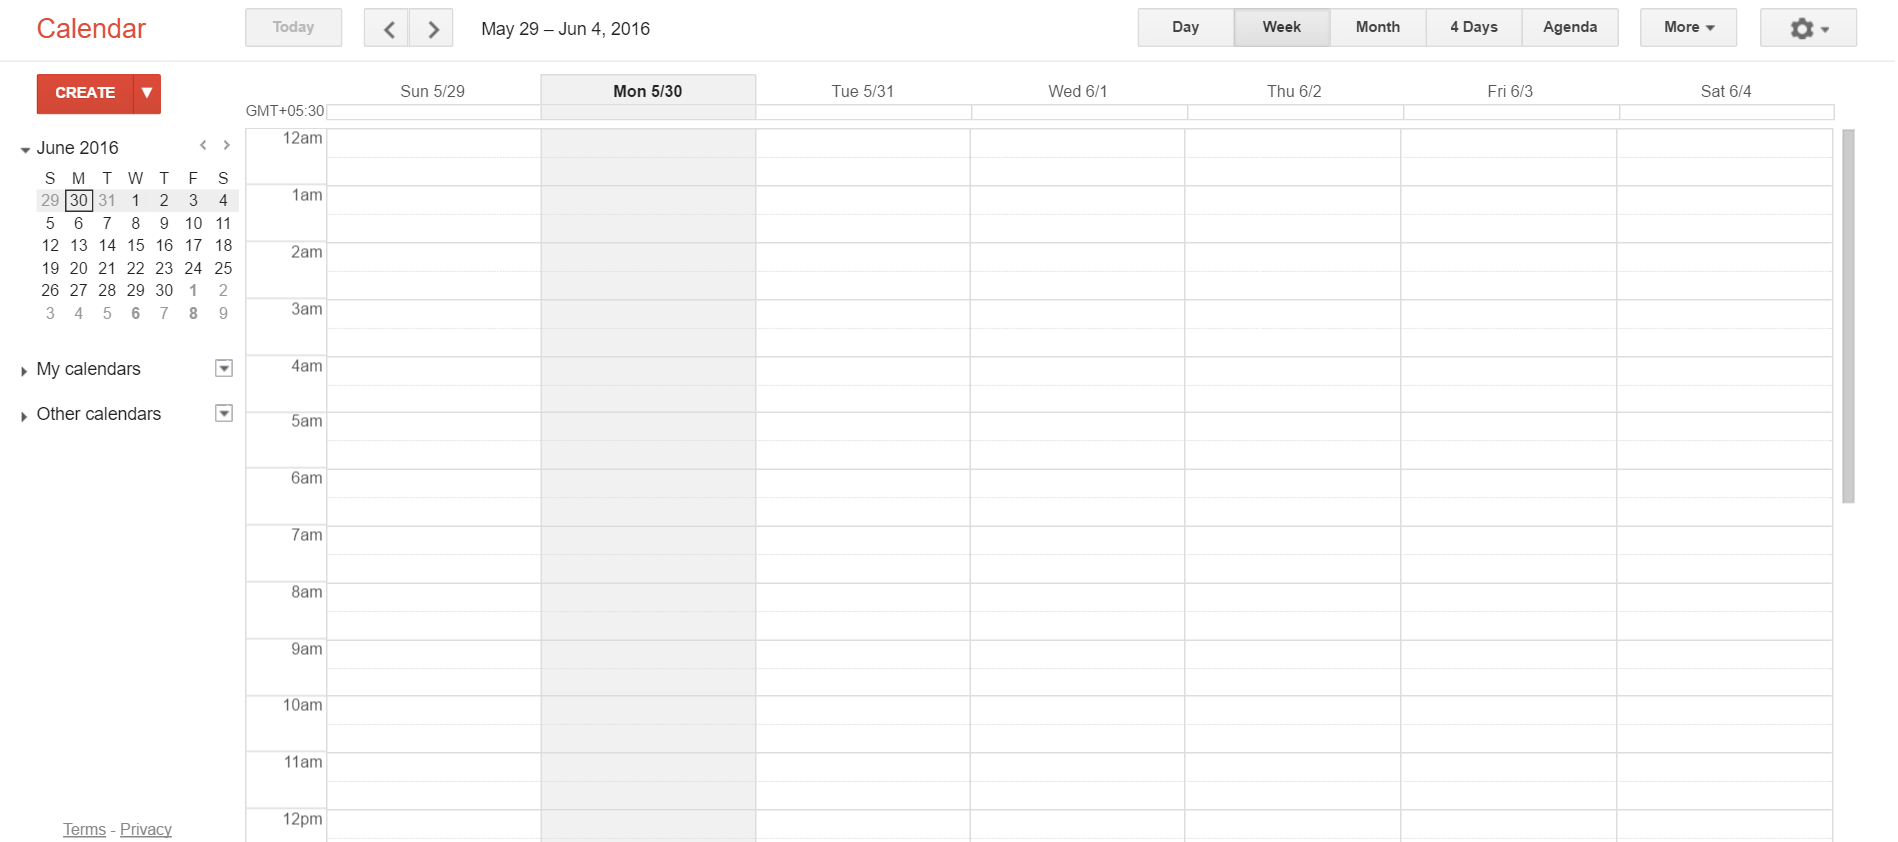 Calendar
Today
May 29 – Jun 4, 2016
Day Week Month 4 Days Agenda
More
CREATE
June 2016
S M T W T F S
29 30 31 1 2 3 4
5 6 7 8 9 10 11
12 13 14 15 16 17 18
19 20 21 22 23 24 25
26 27 28 29 30 1 2
3 4 5 6 7 8 9
My calendars
Other calendars
Terms - Privacy
Sun 5/29 Mon 5/30 Tue 5/31 Wed 6/1 Thu 6/2 Fri 6/3 Sat 6/4
GMT+05:30
12am
1am
2am
3am
4am
5am
6am
7am
8am
9am
10am
11am
12pm